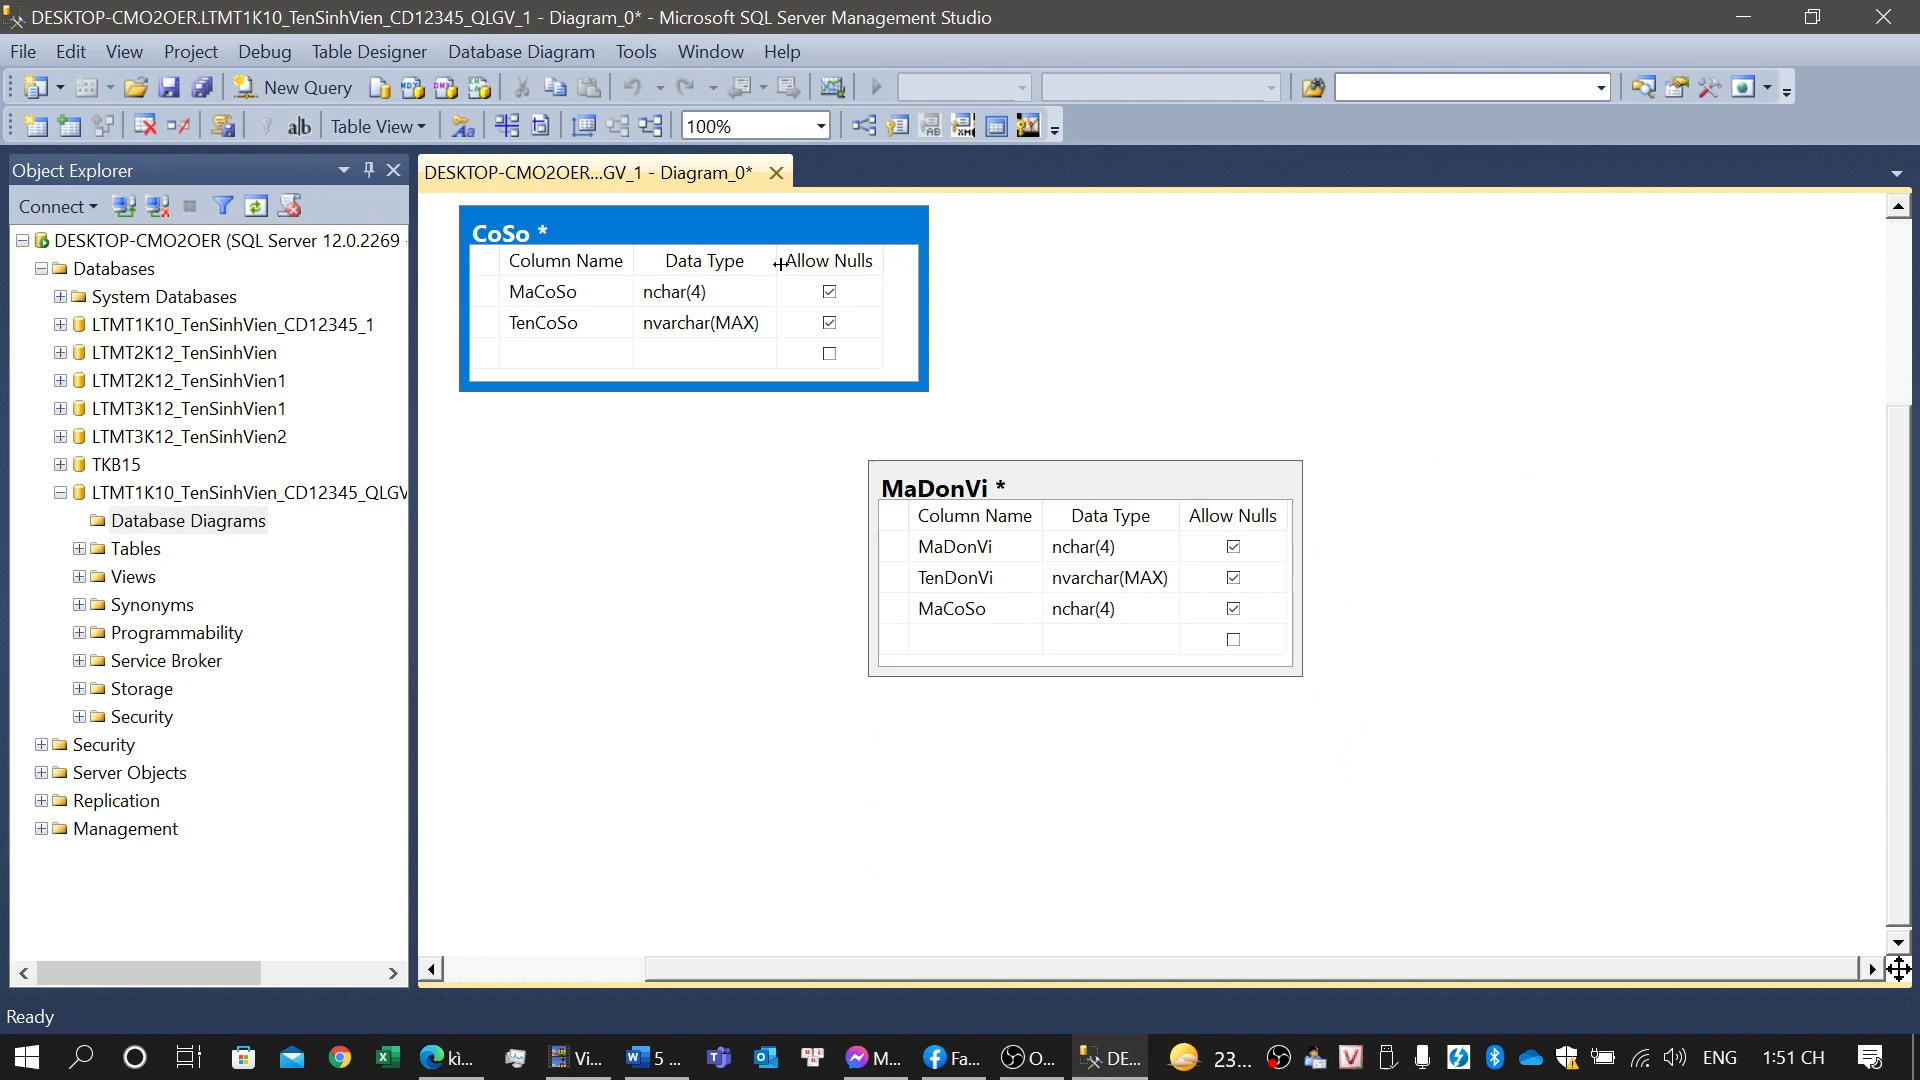 DESKTOP-CMO2OER.LTMT1K10_TenSinhVien_CD12345_QLGV_1 - Diagram_0* - Microsoft SQL Server Management Studio
File Edit View Project Debug Table Designer Database Diagram Tools Window Help
New Query
Table View 100%
Object Explorer
DESKTOP-CMO2OER...GV_1 - Diagram_0*
Connect
DESKTOP-CMO2OER (SQL Server 12.0.2269 -
Databases
System Databases
LTMT1K10_TenSinhVien_CD12345_1
LTMT2K12_TenSinhVien
LTMT2K12_TenSinhVien1
LTMT3K12_TenSinhVien1
LTMT3K12_TenSinhVien2
TKB15
LTMT1K10_TenSinhVien_CD12345_QLGV
Database Diagrams
Tables
Views
Synonyms
Programmability
Service Broker
Storage
Security
Security
Server Objects
Replication
Management
CoSo *
Column Name Data Type Allow Nulls
MaCoSo nchar(4)
TenCoSo nvarchar(MAX)
MaDonVi *
Column Name Data Type Allow Nulls
MaDonVi nchar(4)
TenDonVi nvarchar(MAX)
MaCoSo nchar(4)
Ready
kì... Vi... 5 ... M... Fa... O... DE... 23... ENG 1:51 CH